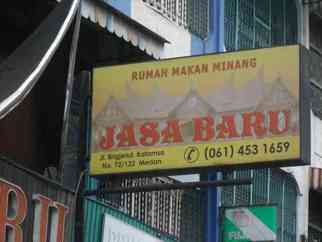 RUMAH MAKAN MINANG
JASA BARU
Jl. Brigjend. Katamso
No. 72/122 Medan
(061) 453 1659